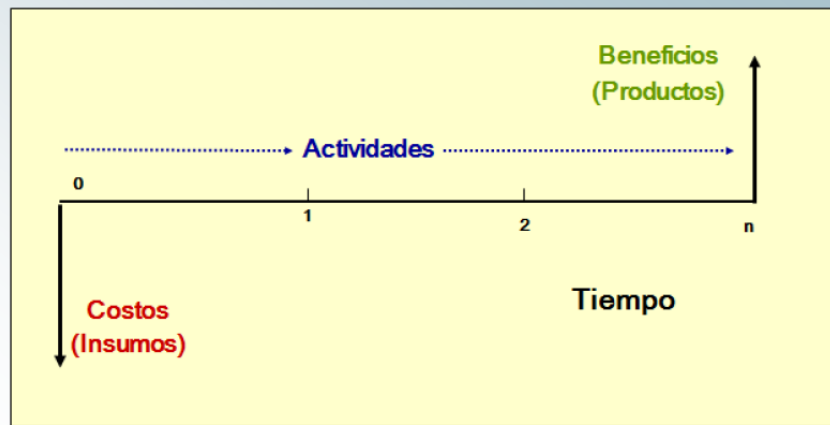 Beneficios
(Productos)
Actividades
0
1
2
n
Tiempo
Costos
(Insumos)